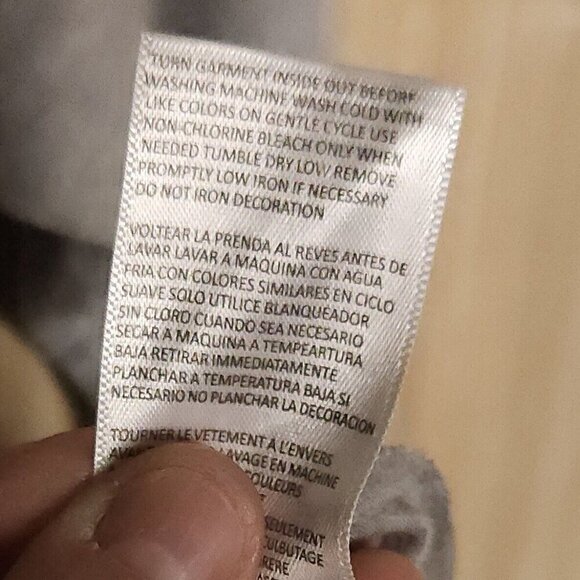 TURN GARMENT INSIDE OUT BEFORE
WASHING MACHINE WASH COLD WITH
LIKE COLORS ON GENTLE CYCLE USE
NON-CHLORINE BLEACH ONLY WHEN
NEEDED TUMBLE DRY LOW REMOVE
PROMPTLY LOW IRON IF NECESSARY
DO NOT IRON DECORATION
VOLTEAR LA PRENDA AL REVES ANTES DE
LAVAR LAVAR A MAQUINA CON AGUA
FRIA CON COLORES SIMILARES EN CICLO
SUAVE SOLO UTILICE BLANQUEADOR
SIN CLORO CUANDO SEA NECESARIO
SECAR A MAQUINA A TEMPEARTURA
BAJA RETIRAR IMMEDIATAMENTE
PLANCHAR A TEMPERATURA BAJA SI
NECESARIO NO PLANCHAR LA DECORACION
TOURNER LE VETEMENT A L'ENVERS
LAVAGE EN MACHINE
COULEURS
SEULEMENT
CULBUTAGE